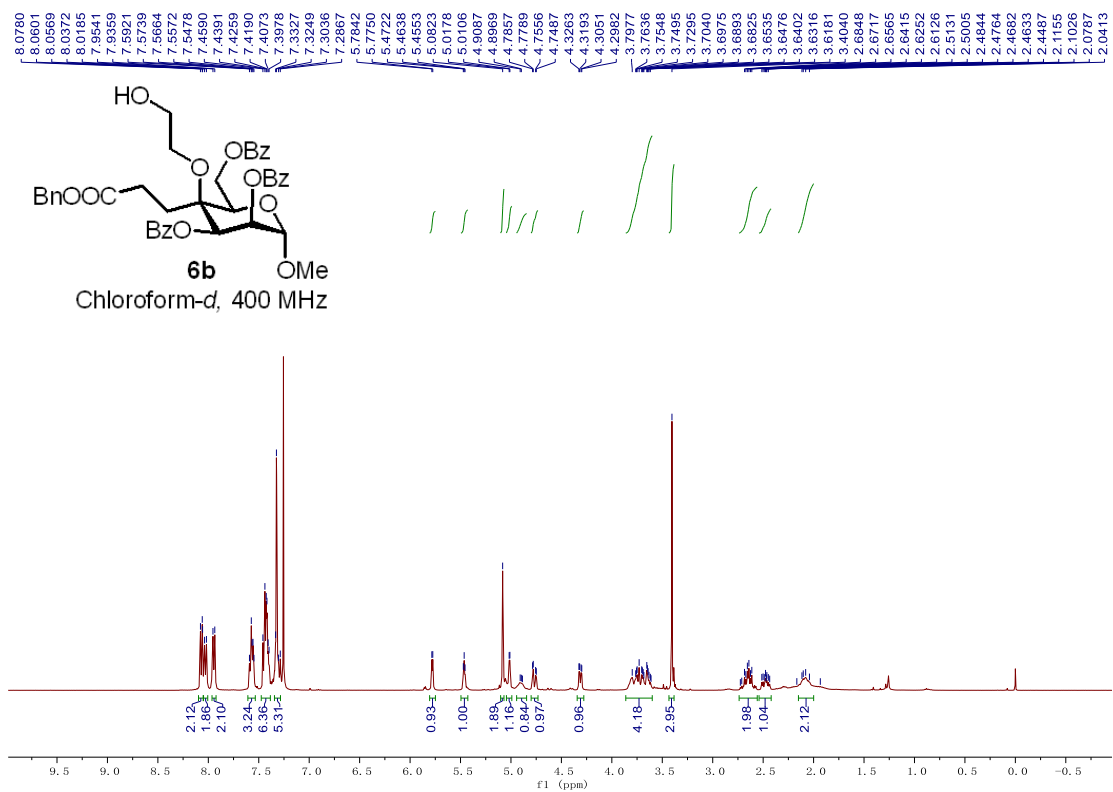 8.0780 8.0601 8.0569 8.0372 8.0185 7.9541 7.9359 7.5921 7.5739 7.5664 7.5572 7.5478 7.4590 7.4391 7.4259 7.4190 7.4073 7.3978 7.3327 7.3249 7.3036 7.2867 5.7842 5.7750 5.4722 5.4638 5.4553 5.0823 5.0178 5.0106 4.9087 4.8969 4.7857 4.7789 4.7556 4.7487 4.3263 4.3193 4.3051 4.2982 3.7977 3.7636 3.7548 3.7495 3.7295 3.7040 3.6975 3.6893 3.6825 3.6535 3.6476 3.6402 3.6316 3.6181 3.4040 2.6848 2.6717 2.6565 2.6415 2.6252 2.6126 2.5131 2.5005 2.4844 2.4764 2.4682 2.4633 2.4487 2.1155 2.1026 2.0787 2.0413
HO
O
OBz
OBz
BnOOC
O
BzO
6b
OMe
Chloroform-d, 400 MHz
2.12 1.86 2.10 3.24 6.36 5.31 0.93 1.00 1.89 1.16 0.84 0.97 0.96 4.18 2.95 1.98 1.04 2.12
9.5 9.0 8.5 8.0 7.5 7.0 6.5 6.0 5.5 5.0 4.5 4.0 3.5 3.0 2.5 2.0 1.5 1.0 0.5 0.0 -0.5
f1 (ppm)